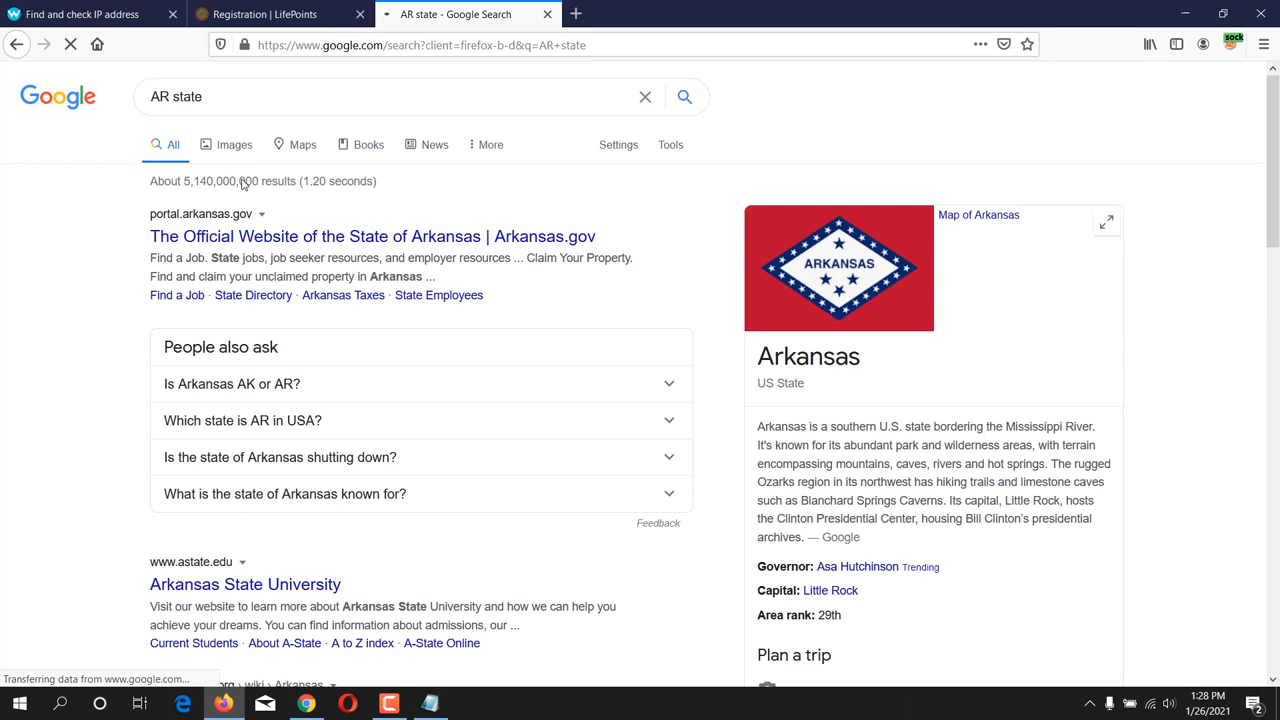 Find and check IP address
Registration | LifePoints
AR state - Google Search
https://www.google.com/search?client=firefox-b-d&q=AR+state
sock
Google
AR state
All
Images
Maps
Books
News
More
Settings
Tools
About 5,140,000,000 results (1.20 seconds)
portal.arkansas.gov
The Official Website of the State of Arkansas | Arkansas.gov
Find a Job. State jobs, job seeker resources, and employer resources ... Claim Your Property.
Find and claim your unclaimed property in Arkansas ...
Find a Job · State Directory · Arkansas Taxes · State Employees
People also ask
Is Arkansas AK or AR?
Which state is AR in USA?
Is the state of Arkansas shutting down?
What is the state of Arkansas known for?
Feedback
www.astate.edu
Arkansas State University
Visit our website to learn more about Arkansas State University and how we can help you
achieve your dreams. You can find information about admissions, our ...
Current Students · About A-State · A to Z index · A-State Online
org › wiki › Arkansas
ARKANSAS
Map of Arkansas
Arkansas
US State
Arkansas is a southern U.S. state bordering the Mississippi River.
It's known for its abundant park and wilderness areas, with terrain
encompassing mountains, caves, rivers and hot springs. The rugged
Ozarks region in its northwest has hiking trails and limestone caves
such as Blanchard Springs Caverns. Its capital, Little Rock, hosts
the Clinton Presidential Center, housing Bill Clinton's presidential
archives. — Google
Governor: Asa Hutchinson Trending
Capital: Little Rock
Area rank: 29th
Plan a trip
Transferring data from www.google.com...
1:28 PM
1/26/2021
2